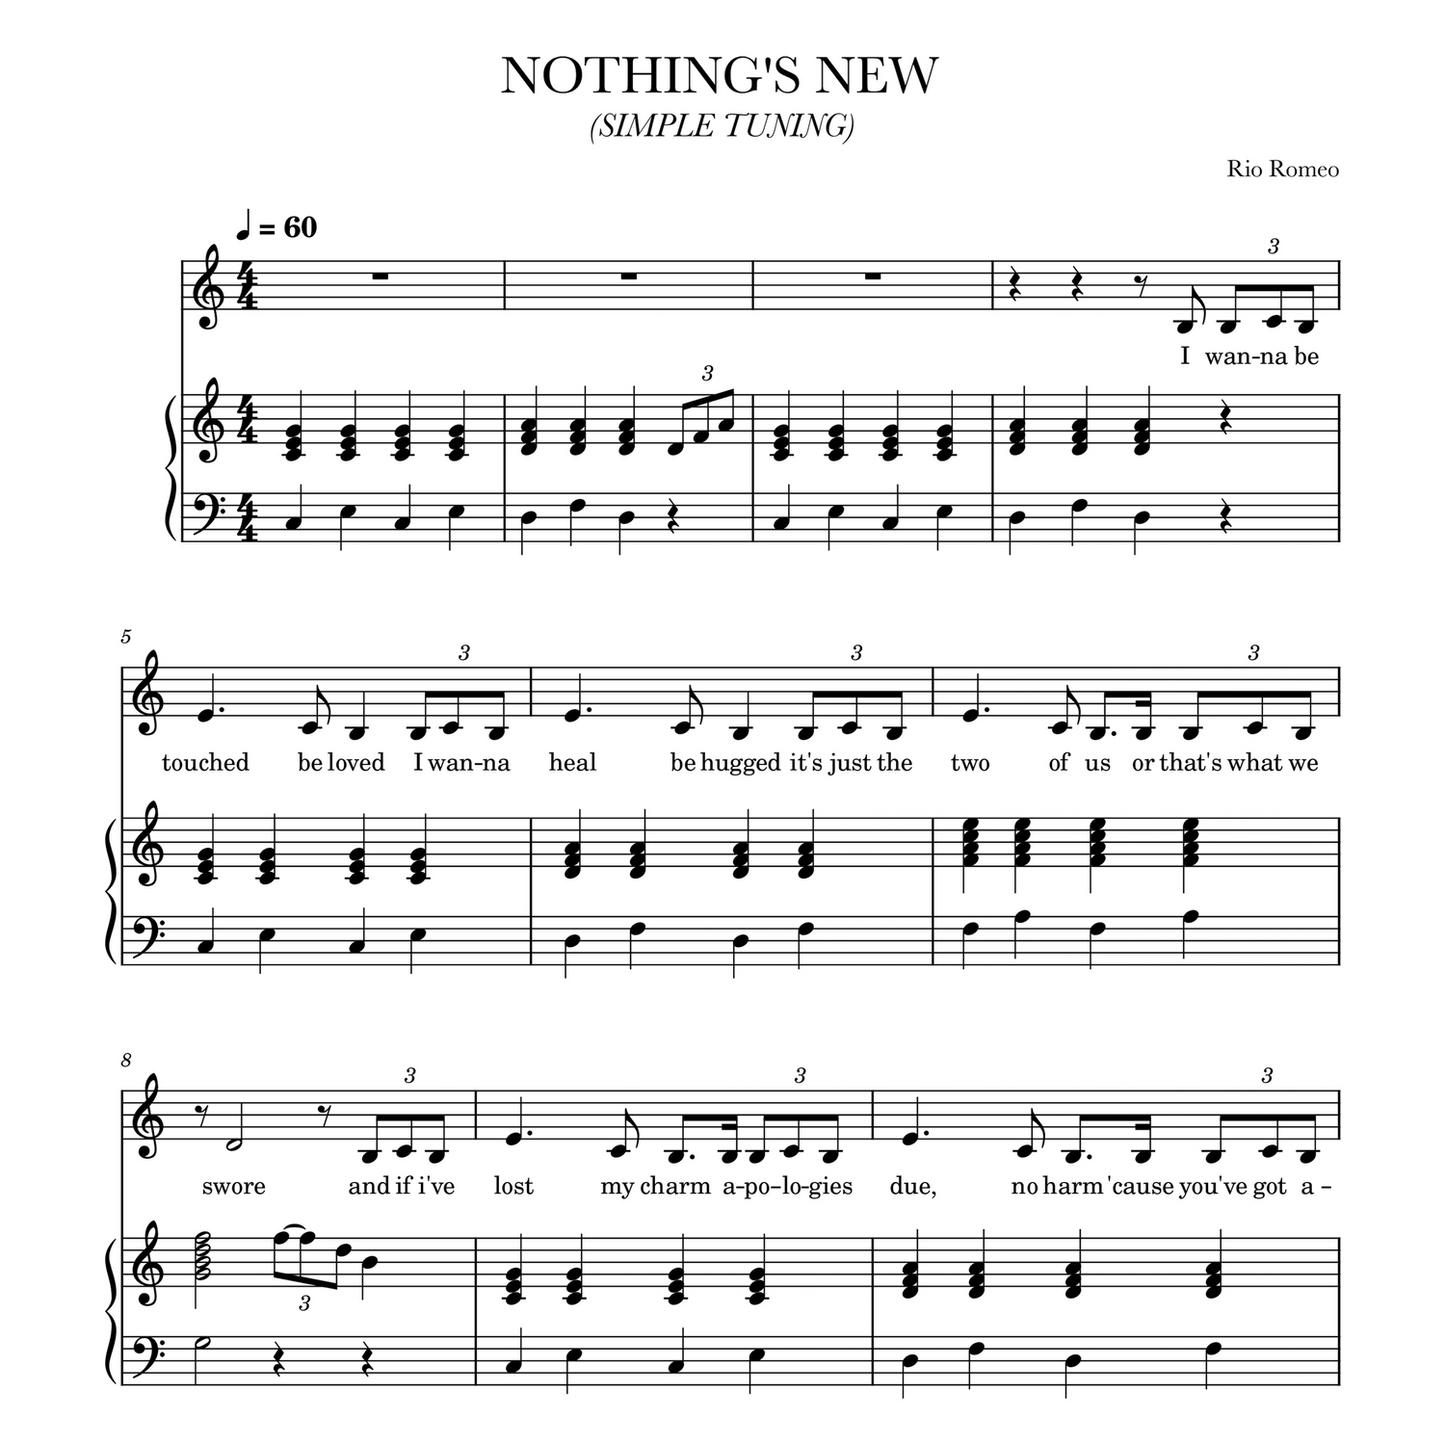 NOTHING'S NEW
(SIMPLE TUNING)
Rio Romeo
= 60
3
I wan-na be
3
5
3
3
3
touched be loved I wan-na heal be hugged it's just the two of us or that's what we
8
3
3
3
swore and if i've lost my charm a-po-lo-gies due, no harm 'cause you've got a-
3